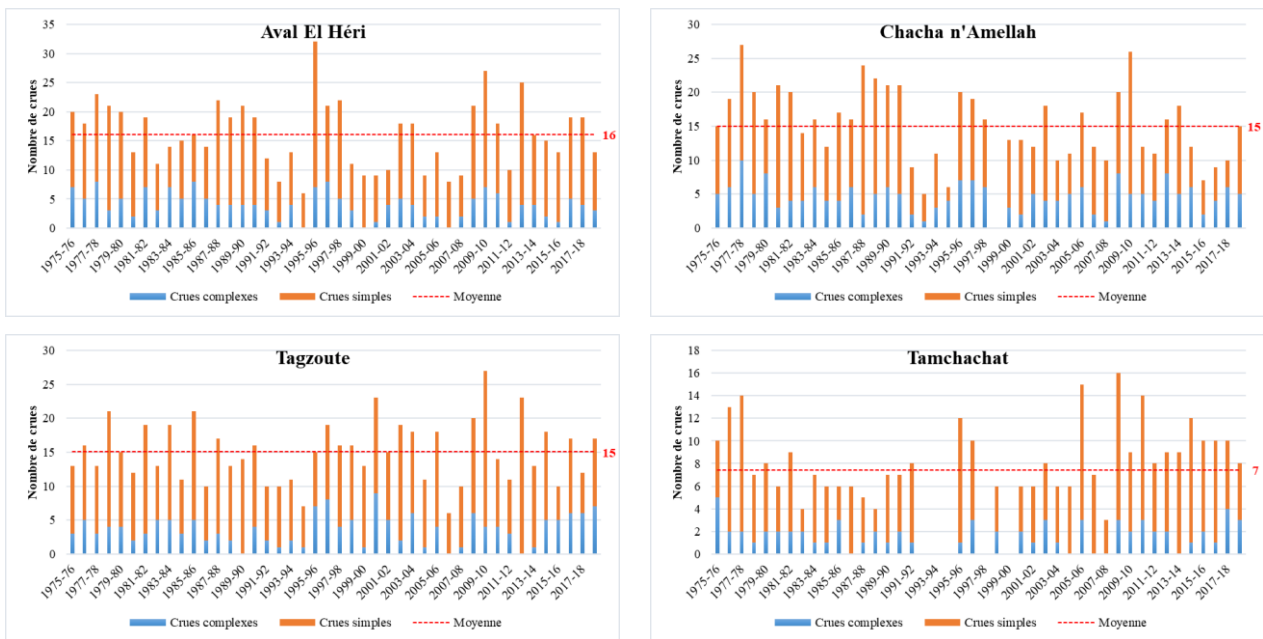 Aval El Héri
Nombre de crues
35
30
25
20
15
10
5
0
16
1975-76 1977-78 1979-80 1981-82 1983-84 1985-86 1987-88 1989-90 1991-92 1993-94 1995-96 1997-98 1999-00 2001-02 2003-04 2005-06 2007-08 2009-10 2011-12 2013-14 2015-16 2017-18
Crues complexes Crues simples Moyenne
Chacha n'Amellah
Nombre de crues
30
25
20
15
10
5
0
15
1975-76 1977-78 1979-80 1981-82 1983-84 1985-86 1987-88 1989-90 1991-92 1993-94 1995-96 1997-98 1999-00 2001-02 2003-04 2005-06 2007-08 2009-10 2011-12 2013-14 2015-16 2017-18
Crues complexes Crues simples Moyenne
Tagzoute
Nombre de crues
30
25
20
15
10
5
0
15
1975-76 1977-78 1979-80 1981-82 1983-84 1985-86 1987-88 1989-90 1991-92 1993-94 1995-96 1997-98 1999-00 2001-02 2003-04 2005-06 2007-08 2009-10 2011-12 2013-14 2015-16 2017-18
Crues complexes Crues simples Moyenne
Tamchachat
Nombre de crues
18
16
14
12
10
8
6
4
2
0
7
1975-76 1977-78 1979-80 1981-82 1983-84 1985-86 1987-88 1989-90 1991-92 1993-94 1995-96 1997-98 1999-00 2001-02 2003-04 2005-06 2007-08 2009-10 2011-12 2013-14 2015-16 2017-18
Crues complexes Crues simples Moyenne